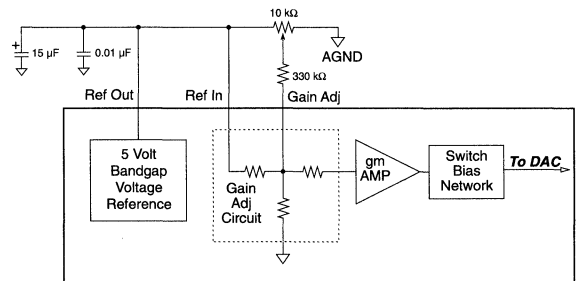 10 kΩ
+
15 µF
0.01 µF
AGND
330 kΩ
Ref Out
Ref In
Gain Adj
5 Volt
Bandgap
Voltage
Reference
Gain
Adj
Circuit
gm
AMP
Switch
Bias
Network
To DAC